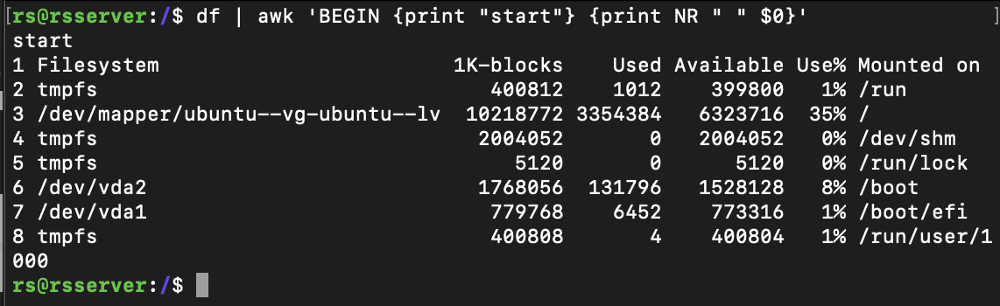 [rs@rsserver:/$ df | awk 'BEGIN {print "start"} {print NR " " $0}' ]
start
1 Filesystem                        1K-blocks    Used Available Use% Mounted on
2 tmpfs                                400812    1012    399800   1% /run
3 /dev/mapper/ubuntu--vg-ubuntu--lv  10218772 3354384   6323716  35% /
4 tmpfs                               2004052       0   2004052   0% /dev/shm
5 tmpfs                                  5120       0      5120   0% /run/lock
6 /dev/vda2                           1768056  131796   1528128   8% /boot
7 /dev/vda1                            779768    6452    773316   1% /boot/efi
8 tmpfs                                400808       4    400804   1% /run/user/1
000
rs@rsserver:/$